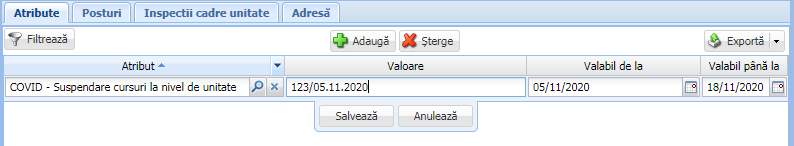 Atribute Posturi Inspectii cadre unitate Adresă
Filtrează Adaugă Șterge Exportă
Atribut Valoare Valabil de la Valabil până la
COVID - Suspendare cursuri la nivel de unitate 123/05.11.2020 05/11/2020 18/11/2020
Salvează Anulează